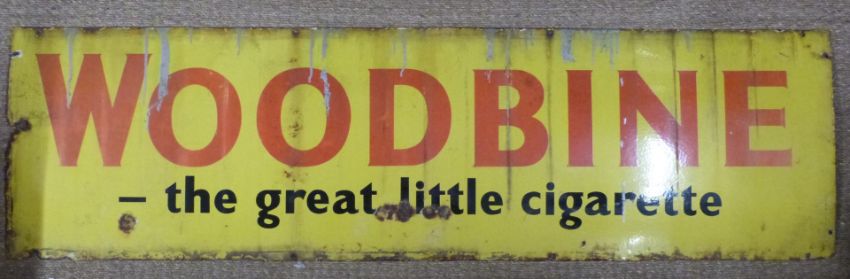 WOODBINE
– the great little cigarette